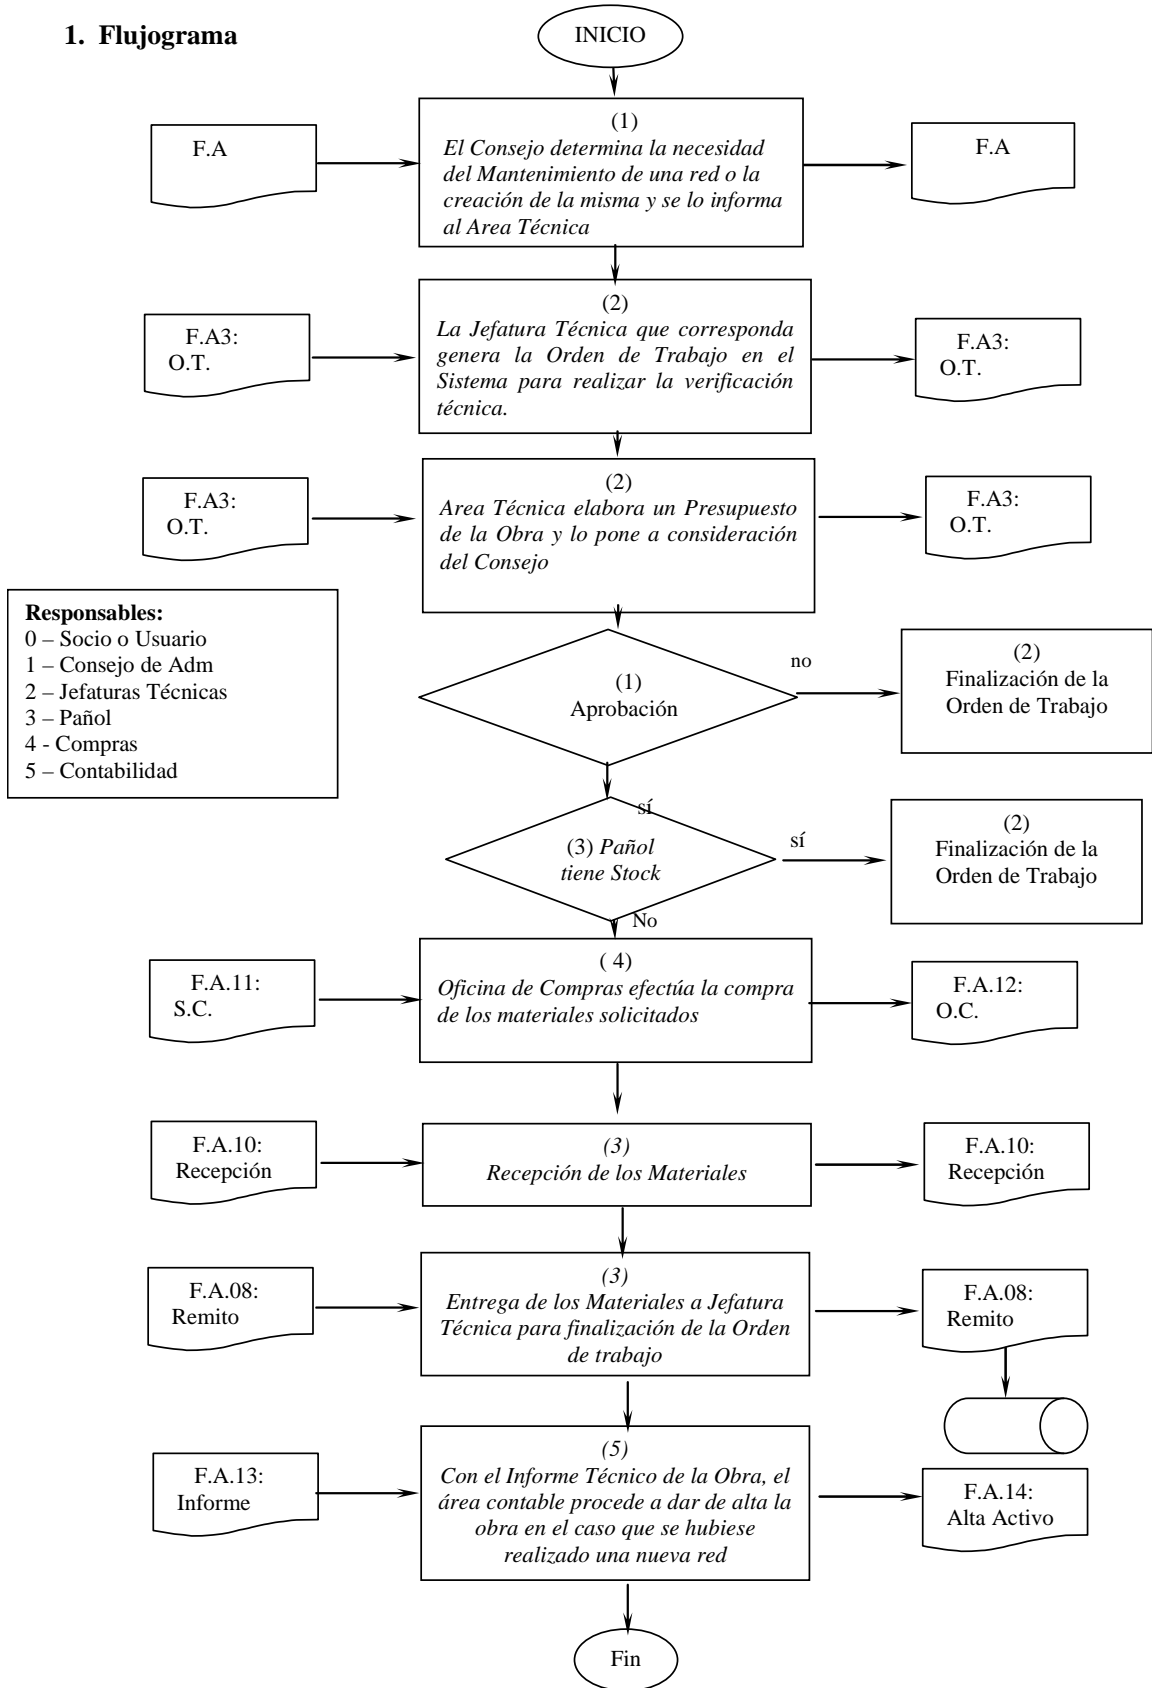 1. Flujograma
INICIO
F.A
(1)
El Consejo determina la necesidad
del Mantenimiento de una red o la
creación de la misma y se lo informa
al Area Técnica
F.A
F.A3:
O.T.
(2)
La Jefatura Técnica que corresponda
genera la Orden de Trabajo en el
Sistema para realizar la verificación
técnica.
F.A3:
O.T.
F.A3:
O.T.
(2)
Area Técnica elabora un Presupuesto
de la Obra y lo pone a consideración
del Consejo
F.A3:
O.T.
Responsables:
0 – Socio o Usuario
1 – Consejo de Adm
2 – Jefaturas Técnicas
3 – Pañol
4 - Compras
5 – Contabilidad
(1)
Aprobación
no
(2)
Finalización de la
Orden de Trabajo
sí
(3) Pañol
tiene Stock
sí
(2)
Finalización de la
Orden de Trabajo
No
F.A.11:
S.C.
( 4)
Oficina de Compras efectúa la compra
de los materiales solicitados
F.A.12:
O.C.
F.A.10:
Recepción
(3)
Recepción de los Materiales
F.A.10:
Recepción
F.A.08:
Remito
(3)
Entrega de los Materiales a Jefatura
Técnica para finalización de la Orden
de trabajo
F.A.08:
Remito
F.A.13:
Informe
(5)
Con el Informe Técnico de la Obra, el
área contable procede a dar de alta la
obra en el caso que se hubiese
realizado una nueva red
F.A.14:
Alta Activo
Fin